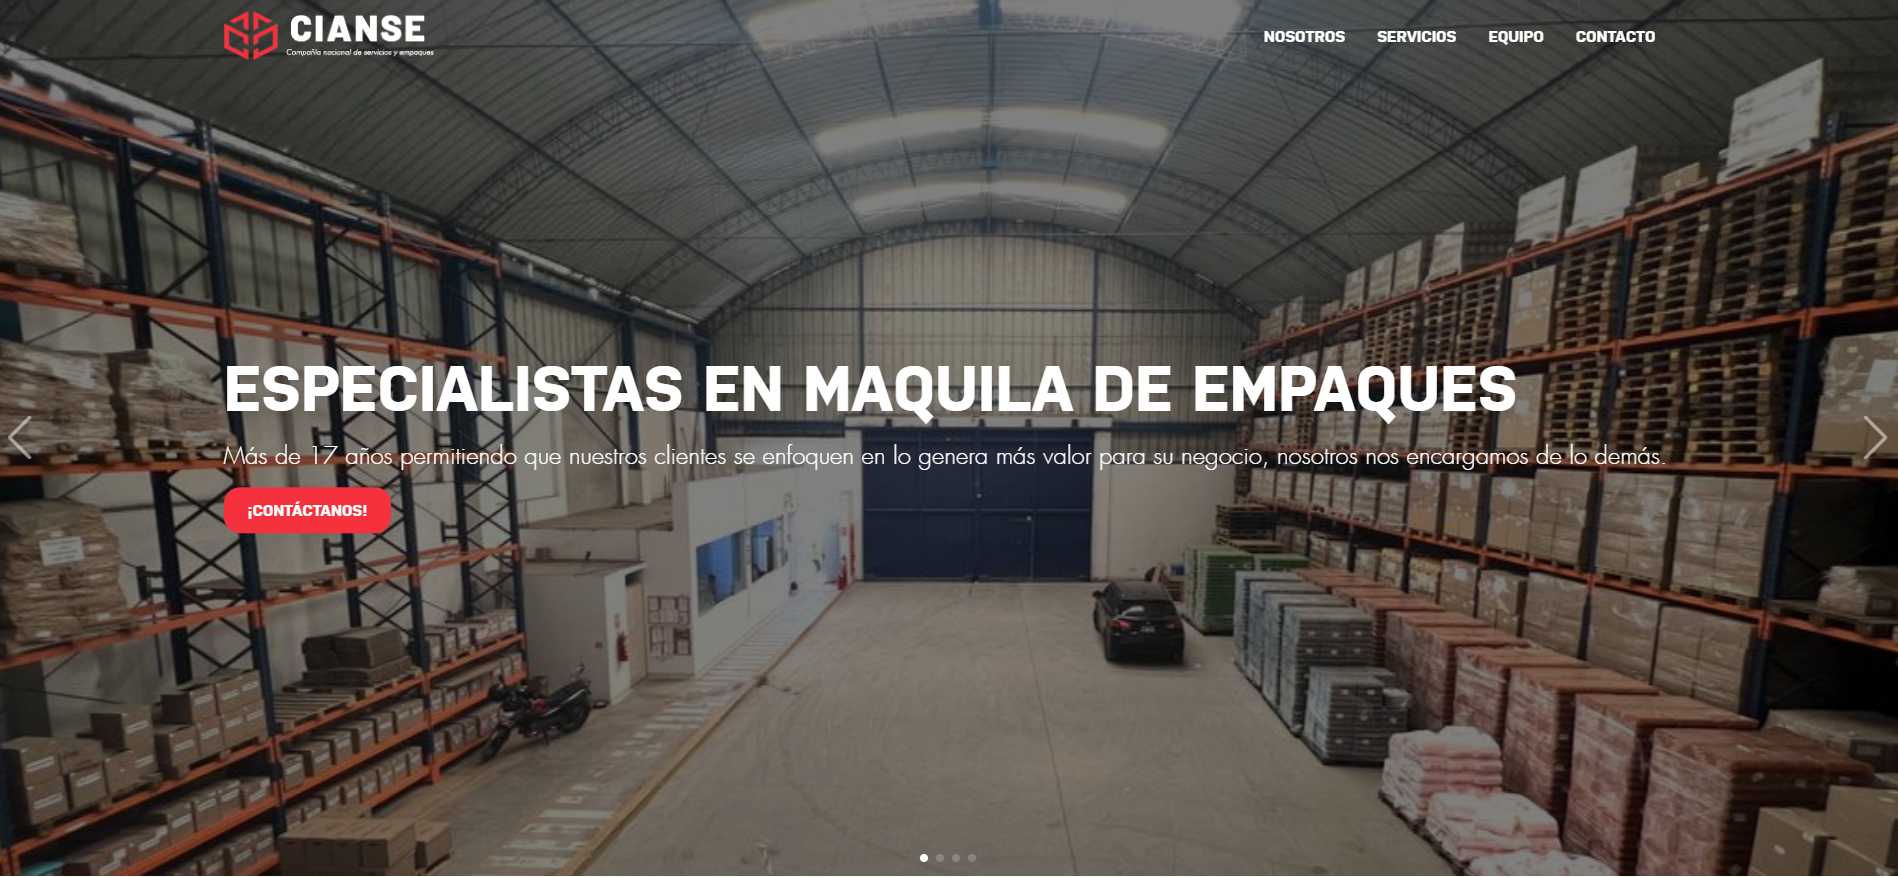 CIANSE
Compañía nacional de servicios y empaques
NOSOTROS SERVICIOS EQUIPO CONTACTO
ESPECIALISTAS EN MAQUILA DE EMPAQUES
Más de 17 años permitiendo que nuestros clientes se enfoquen en lo genera más valor para su negocio, nosotros nos encargamos de lo demás.
¡CONTÁCTANOS!